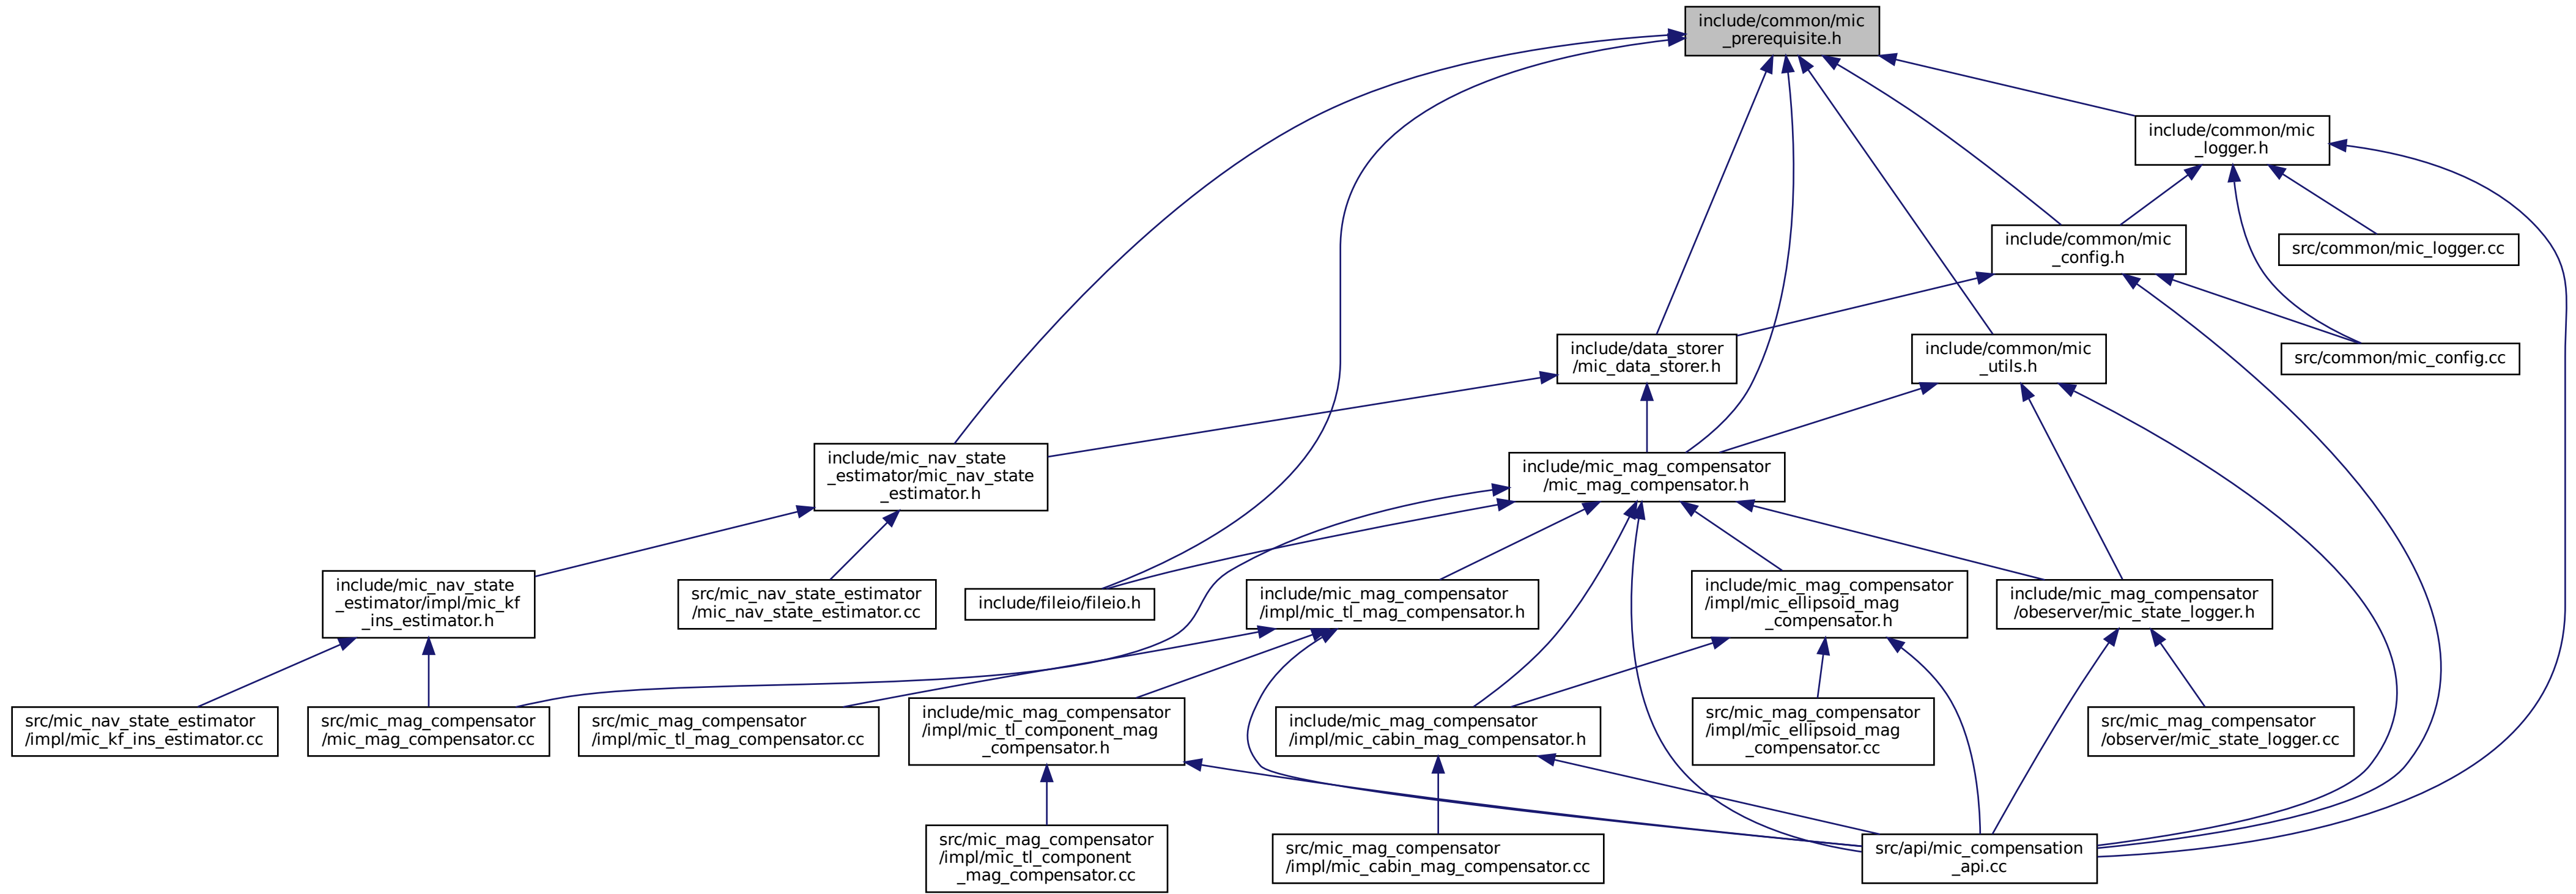 include/common/mic
_prerequisite.h
include/common/mic
_logger.h
include/common/mic
_config.h
src/common/mic_logger.cc
include/data_storer
/mic_data_storer.h
include/common/mic
_utils.h
src/common/mic_config.cc
include/mic_nav_state
_estimator/mic_nav_state
_estimator.h
include/mic_mag_compensator
/mic_mag_compensator.h
include/mic_nav_state
_estimator/impl/mic_kf
_ins_estimator.h
src/mic_nav_state_estimator
/mic_nav_state_estimator.cc
include/fileio/fileio.h
include/mic_mag_compensator
/impl/mic_tl_mag_compensator.h
include/mic_mag_compensator
/impl/mic_ellipsoid_mag
_compensator.h
include/mic_mag_compensator
/obeserver/mic_state_logger.h
src/mic_nav_state_estimator
/impl/mic_kf_ins_estimator.cc
src/mic_mag_compensator
/mic_mag_compensator.cc
src/mic_mag_compensator
/impl/mic_tl_mag_compensator.cc
include/mic_mag_compensator
/impl/mic_tl_component_mag
_compensator.h
include/mic_mag_compensator
/impl/mic_cabin_mag_compensator.h
src/mic_mag_compensator
/impl/mic_ellipsoid_mag
_compensator.cc
src/mic_mag_compensator
/observer/mic_state_logger.cc
src/mic_mag_compensator
/impl/mic_tl_component
_mag_compensator.cc
src/mic_mag_compensator
/impl/mic_cabin_mag_compensator.cc
src/api/mic_compensation
_api.cc